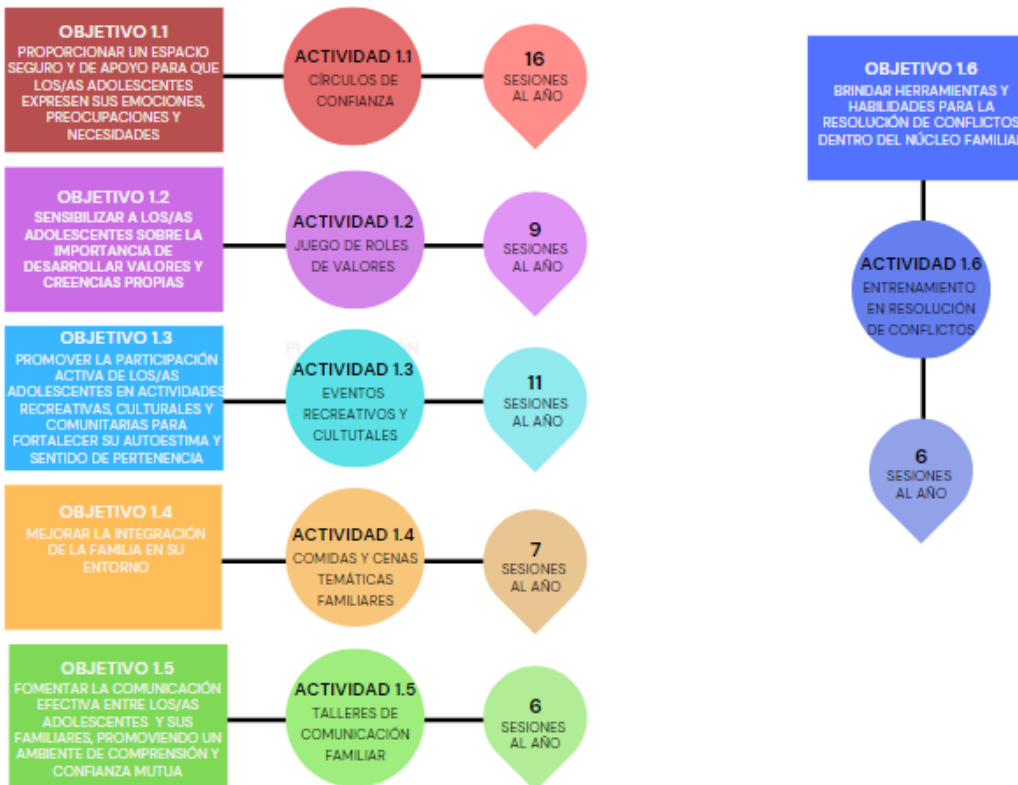 OBJETIVO 1.1
PROPORCIONAR UN ESPACIO
SEGURO Y DE APOYO PARA QUE
LOS/AS ADOLESCENTES
EXPRESEN SUS EMOCIONES,
PREOCUPACIONES Y
NECESIDADES
ACTIVIDAD 1.1
CÍRCULOS DE
CONFIANZA
16
SESIONES
AL AÑO
OBJETIVO 1.2
SENSIBILIZAR A LOS/AS
ADOLESCENTES SOBRE LA
IMPORTANCIA DE
DESARROLLAR VALORES Y
CREENCIAS PROPIAS
ACTIVIDAD 1.2
JUEGO DE ROLES
DE VALORES
9
SESIONES
AL AÑO
OBJETIVO 1.3
PROMOVER LA PARTICIPACIÓN
ACTIVA DE LOS/AS
ADOLESCENTES EN ACTIVIDADES
RECREATIVAS, CULTURALES Y
COMUNITARIAS PARA
FORTALECER SU AUTOESTIMA Y
SENTIDO DE PERTENENCIA
ACTIVIDAD 1.3
EVENTOS
RECREATIVOS Y
CULTUTALES
11
SESIONES
AL AÑO
OBJETIVO 1.4
MEJORAR LA INTEGRACIÓN
DE LA FAMILIA EN SU
ENTORNO
ACTIVIDAD 1.4
COMIDAS Y CENAS
TEMÁTICAS
FAMILIARES
7
SESIONES
AL AÑO
OBJETIVO 1.5
FOMENTAR LA COMUNICACIÓN
EFECTIVA ENTRE LOS/AS
ADOLESCENTES Y SUS
FAMILIARES, PROMOVIENDO UN
AMBIENTE DE COMPRENSIÓN Y
CONFIANZA MUTUA
ACTIVIDAD 1.5
TALLERES DE
COMUNICACIÓN
FAMILIAR
6
SESIONES
AL AÑO
OBJETIVO 1.6
BRINDAR HERRAMIENTAS Y
HABILIDADES PARA LA
RESOLUCIÓN DE CONFLICTOS
DENTRO DEL NÚCLEO FAMILIA
ACTIVIDAD 1.6
ENTRENAMIENTO
EN RESOLUCIÓN
DE CONFLICTOS
6
SESIONES
AL AÑO